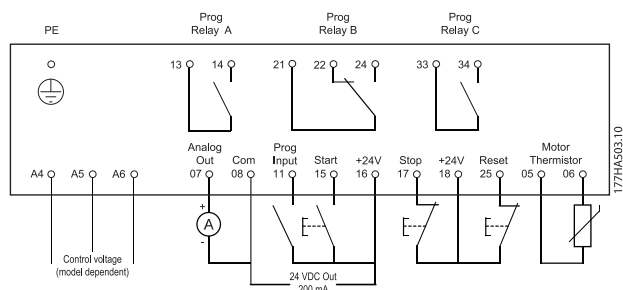 PE
Prog
Relay A
Prog
Relay B
Prog
Relay C
13 14 21 22 24 33 34
Analog
Out
07
Com
08
Prog
Input
11
Start
15
+24V
16
Stop
17
+24V
18
Reset
25
Motor
Thermistor
05 06
A4 A5 A6
+
A
-
Control voltage
(model dependent)
24 VDC Out
200 mA
177HA503.10